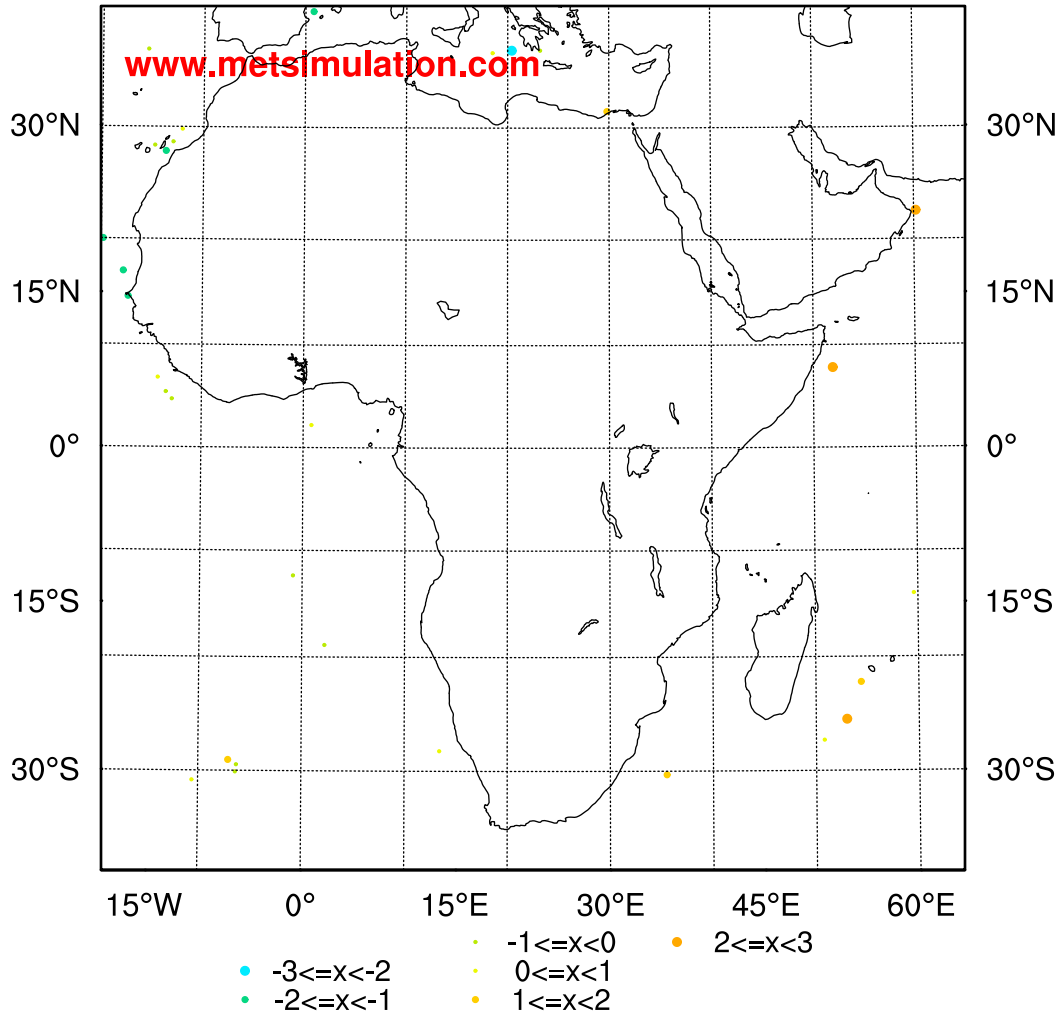 www.metsimulation.com
30°N 30°N
15°N 15°N
0° 0°
15°S 15°S
30°S 30°S
15°W 0° 15°E 30°E 45°E 60°E
-1<=x<0 2<=x<3
-3<=x<-2 0<=x<1
-2<=x<-1 1<=x<2